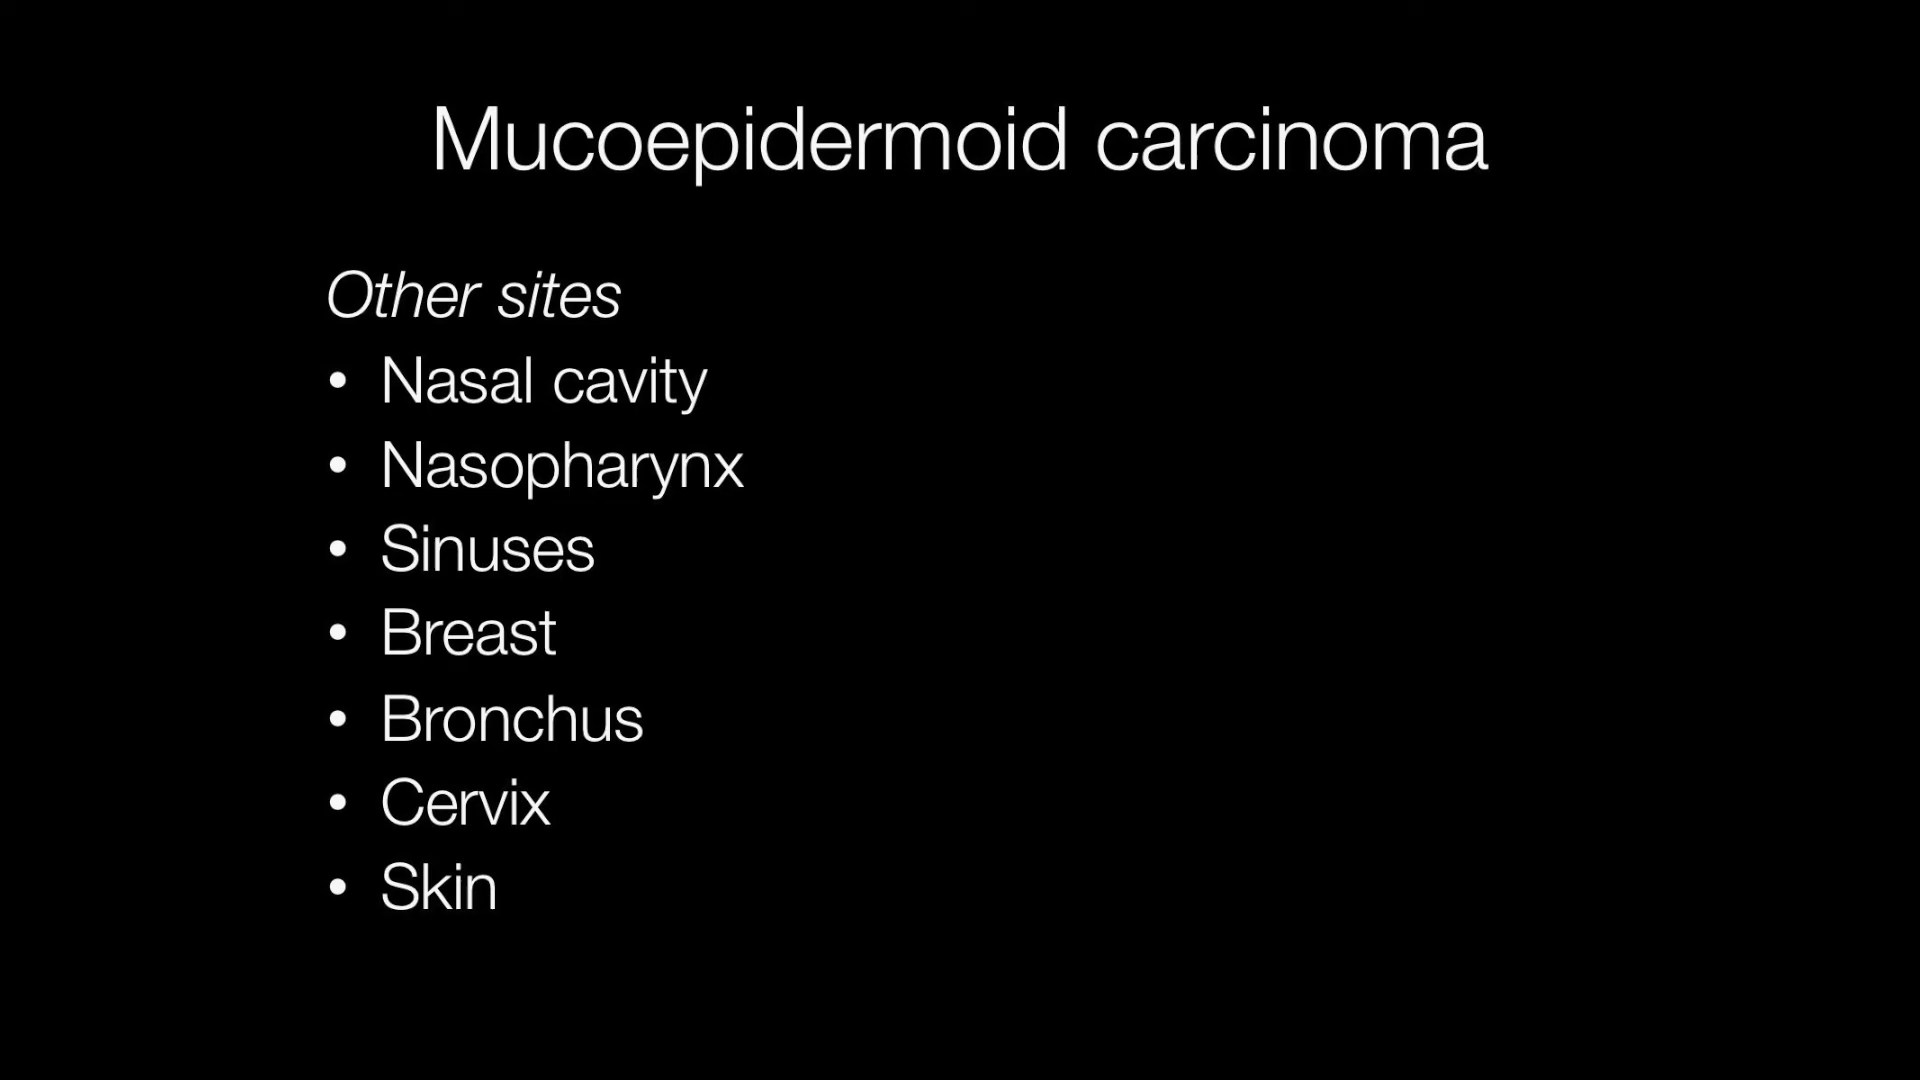 Mucoepidermoid carcinoma
Other sites
• Nasal cavity
• Nasopharynx
• Sinuses
• Breast
• Bronchus
• Cervix
• Skin